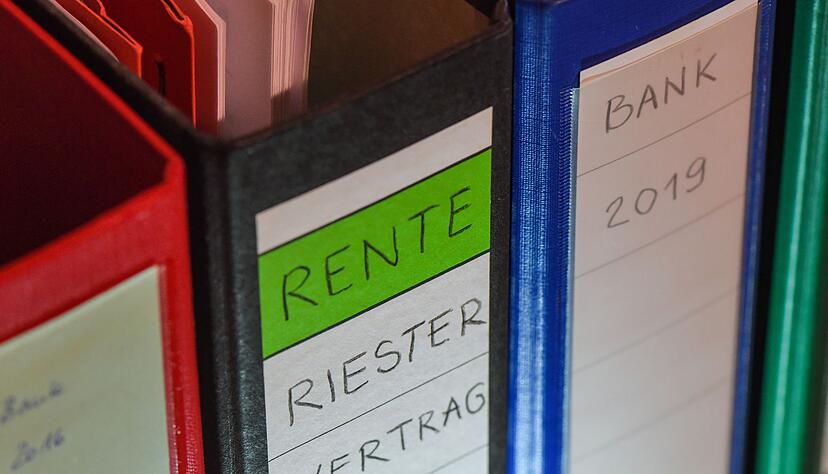 Bank
2016
RENTE
RIESTER
VERTRAG
BANK
2019